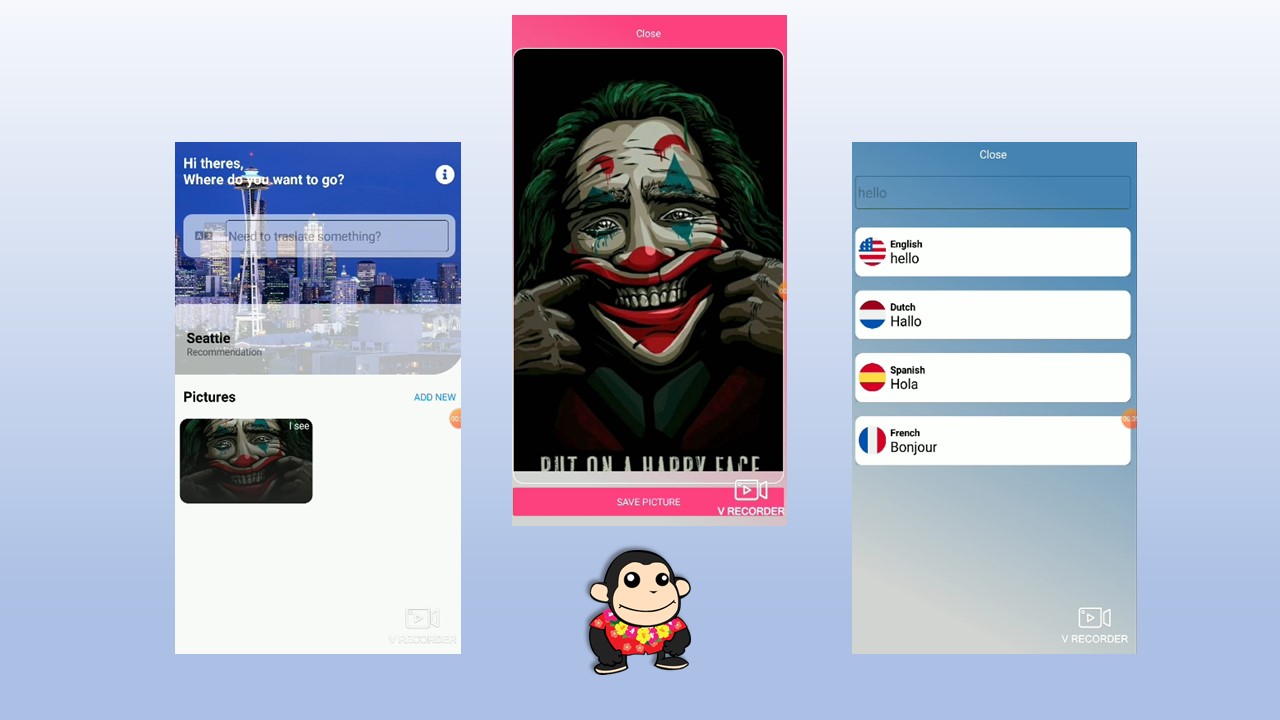 Hi theres,
Where do you want to go?
Need to traslate something?
Seattle
Recommendation
Pictures
ADD NEW
I see
V RECORDER
Close
PUT ON A HAPPY FACE
SAVE PICTURE
V RECORDER
Close
hello
English
hello
Dutch
Hallo
Spanish
Hola
French
Bonjour
V RECORDER